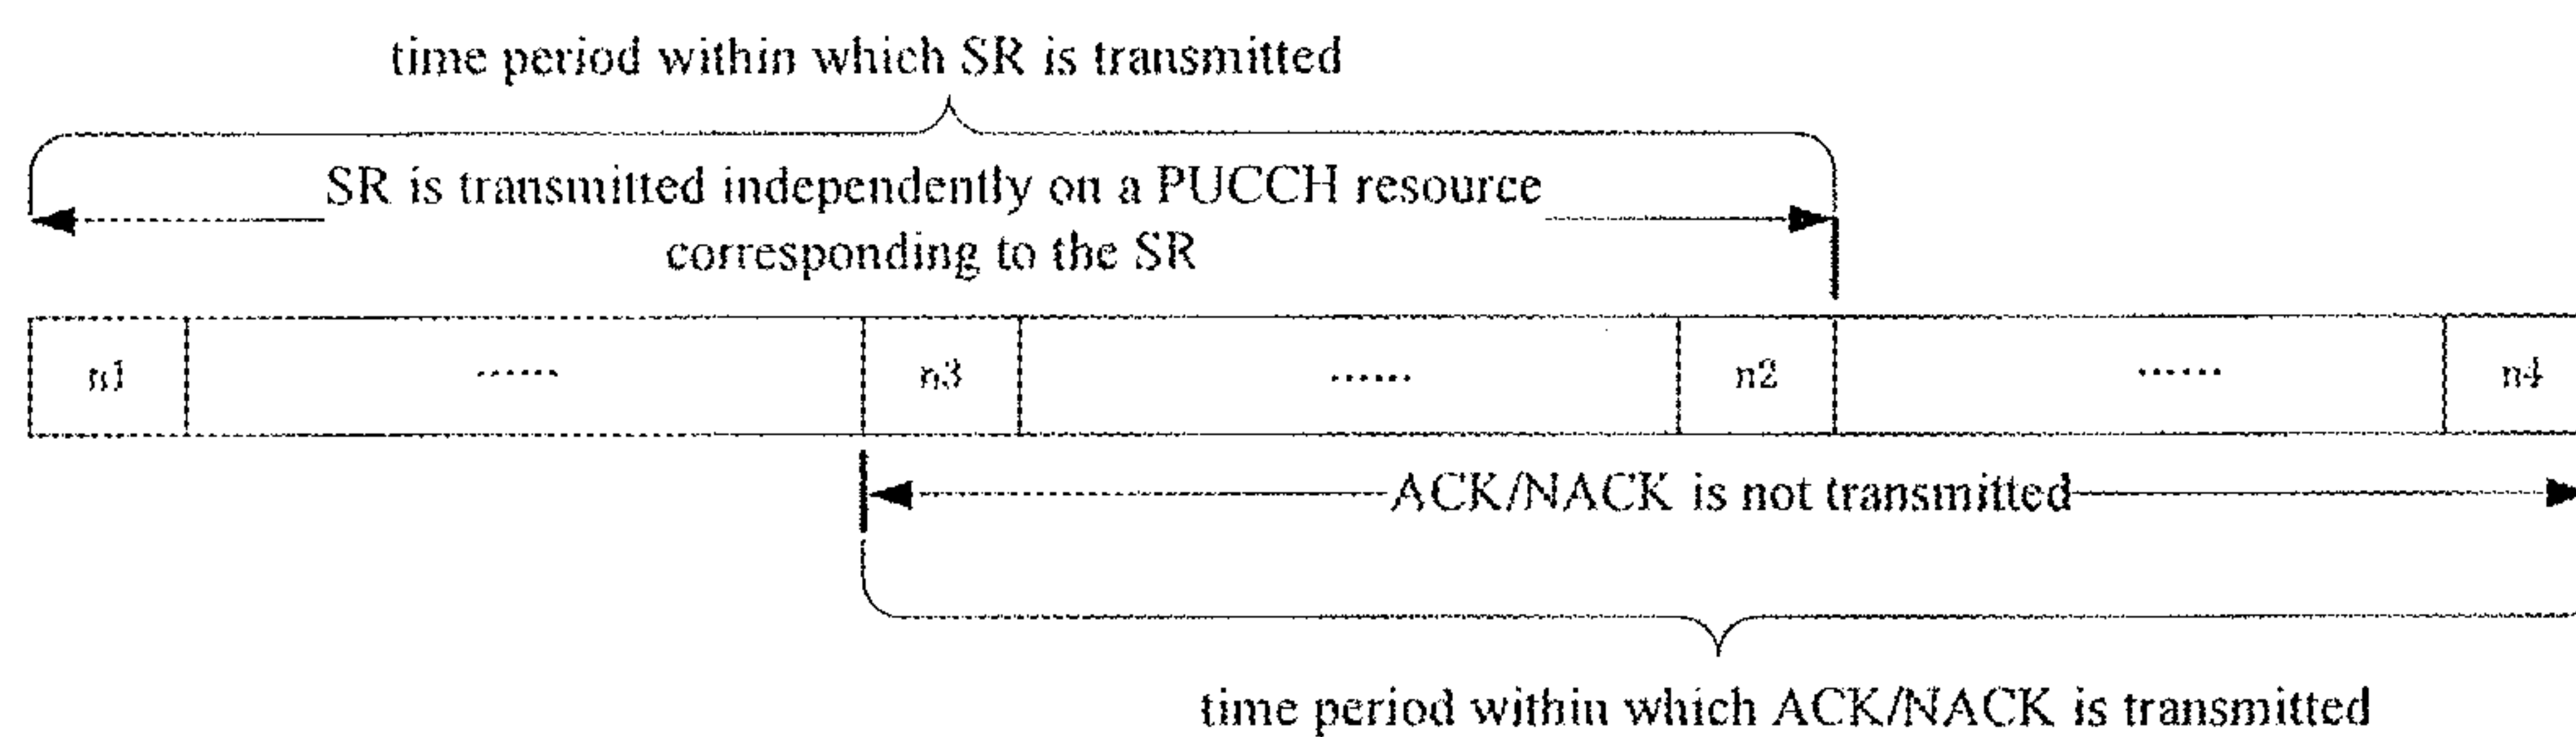 time period within which SR is transmitted
SR is transmitted independently on a PUCCH resource
corresponding to the SR
n1 ...... n3 ...... n2 ...... n4
ACK/NACK is not transmitted
time period within which ACK/NACK is transmitted